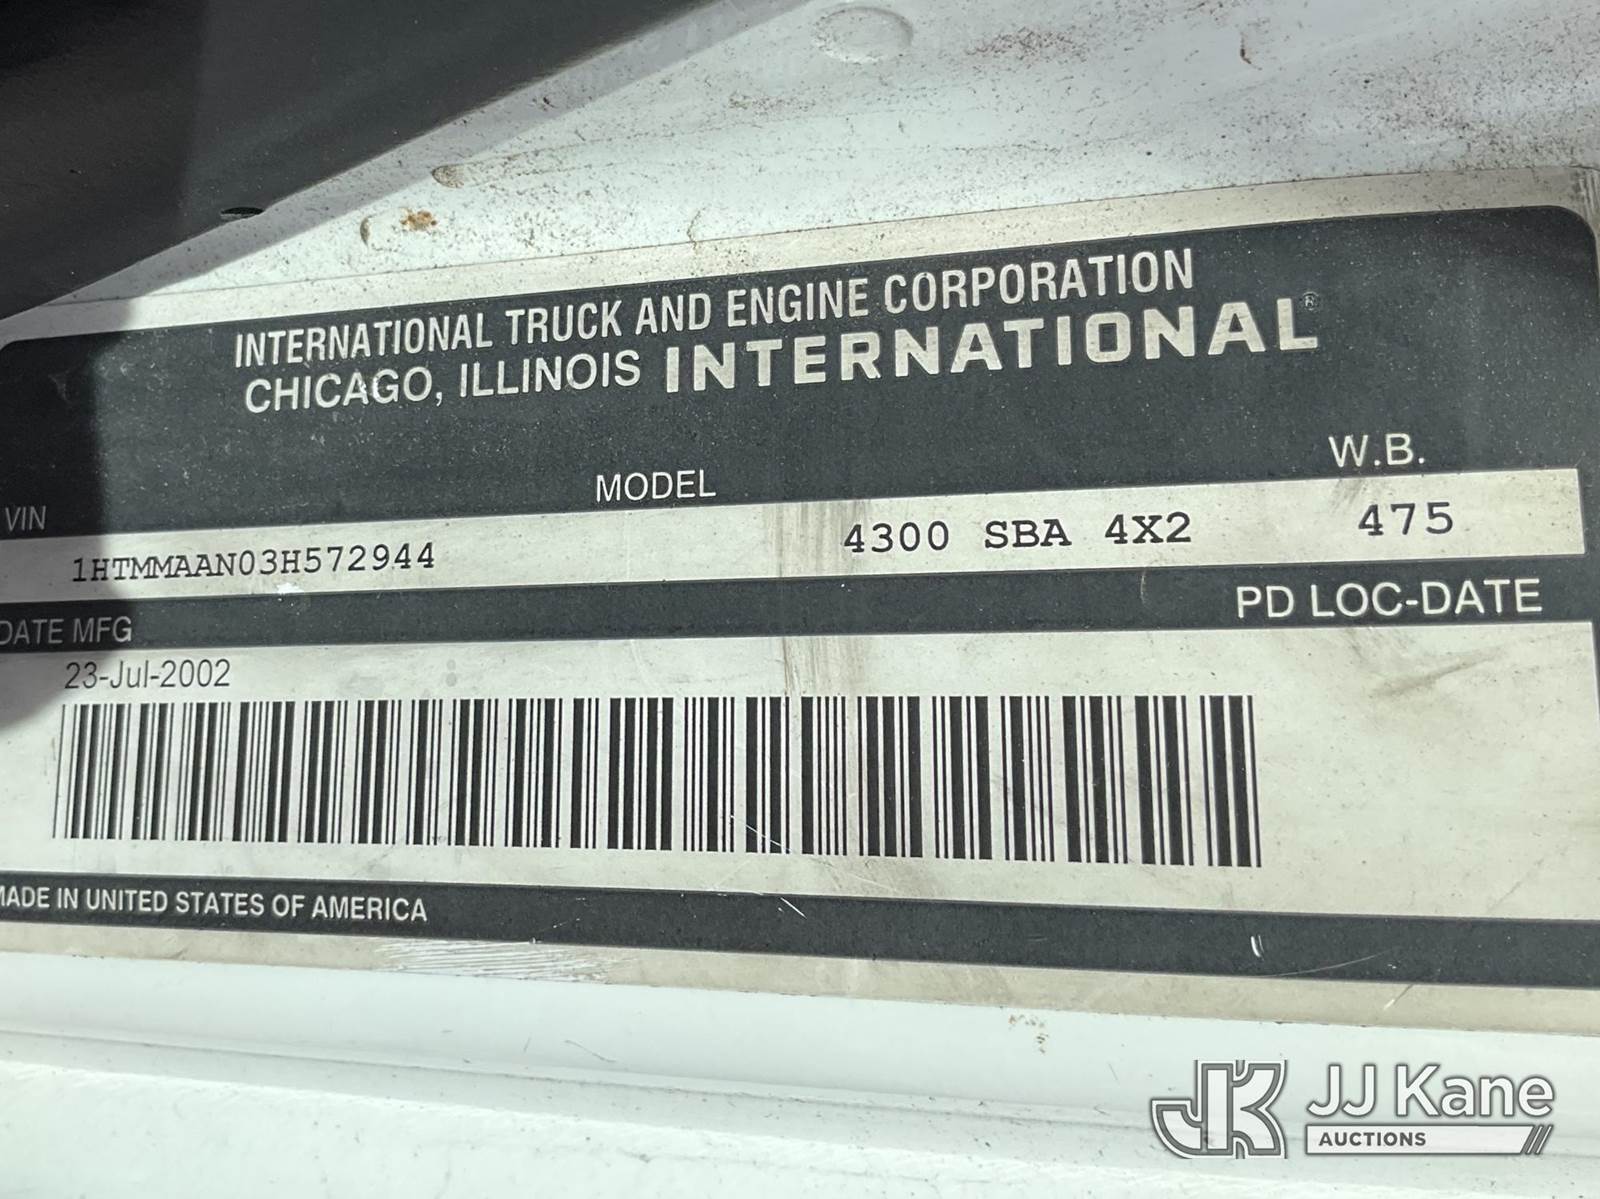 INTERNATIONAL TRUCK AND ENGINE CORPORATION
CHICAGO, ILLINOIS INTERNATIONAL®
VIN MODEL W.B.
1HTMMAAN03H572944 4300 SBA 4X2 475
DATE MFG PD LOC-DATE
23-Jul-2002
MADE IN UNITED STATES OF AMERICA
JK JJ Kane
AUCTIONS